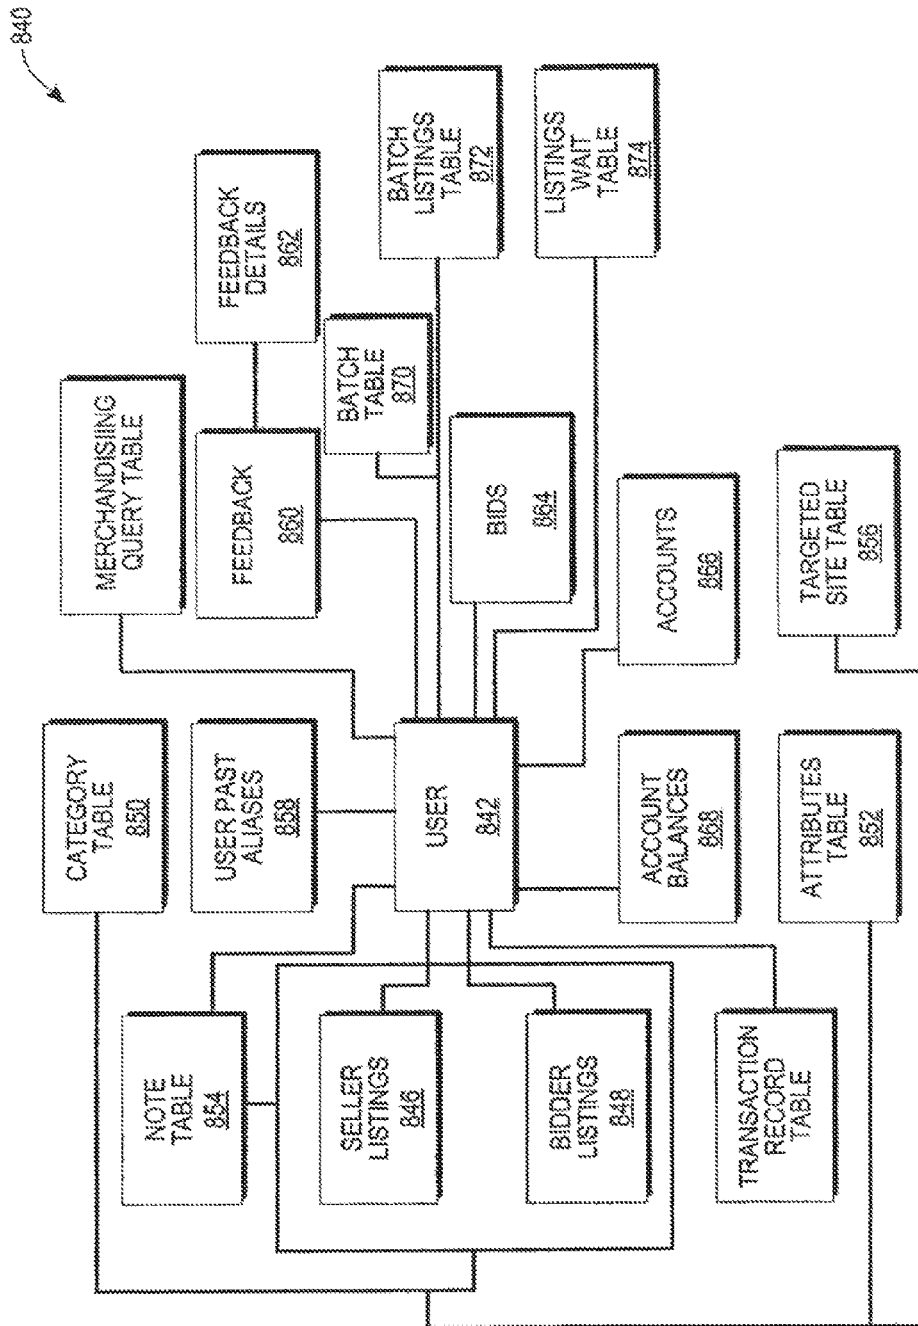 840
CATEGORY
TABLE
850
MERCHANDISIING
QUERY TABLE
NOTE
TABLE
854
USER PAST
ALIASES
858
FEEDBACK
860
FEEDBACK
DETAILS
862
SELLER
LISTINGS
846
USER
842
BATCH
TABLE
870
BATCH
LISTINGS
TABLE
872
BIDDER
LISTINGS
848
BIDS
864
LISTINGS
WAIT
TABLE
874
TRANSACTION
RECORD
TABLE
ACCOUNT
BALANCES
868
ACCOUNTS
866
ATTRIBUTES
TABLE
852
TARGETED
SITE TABLE
856